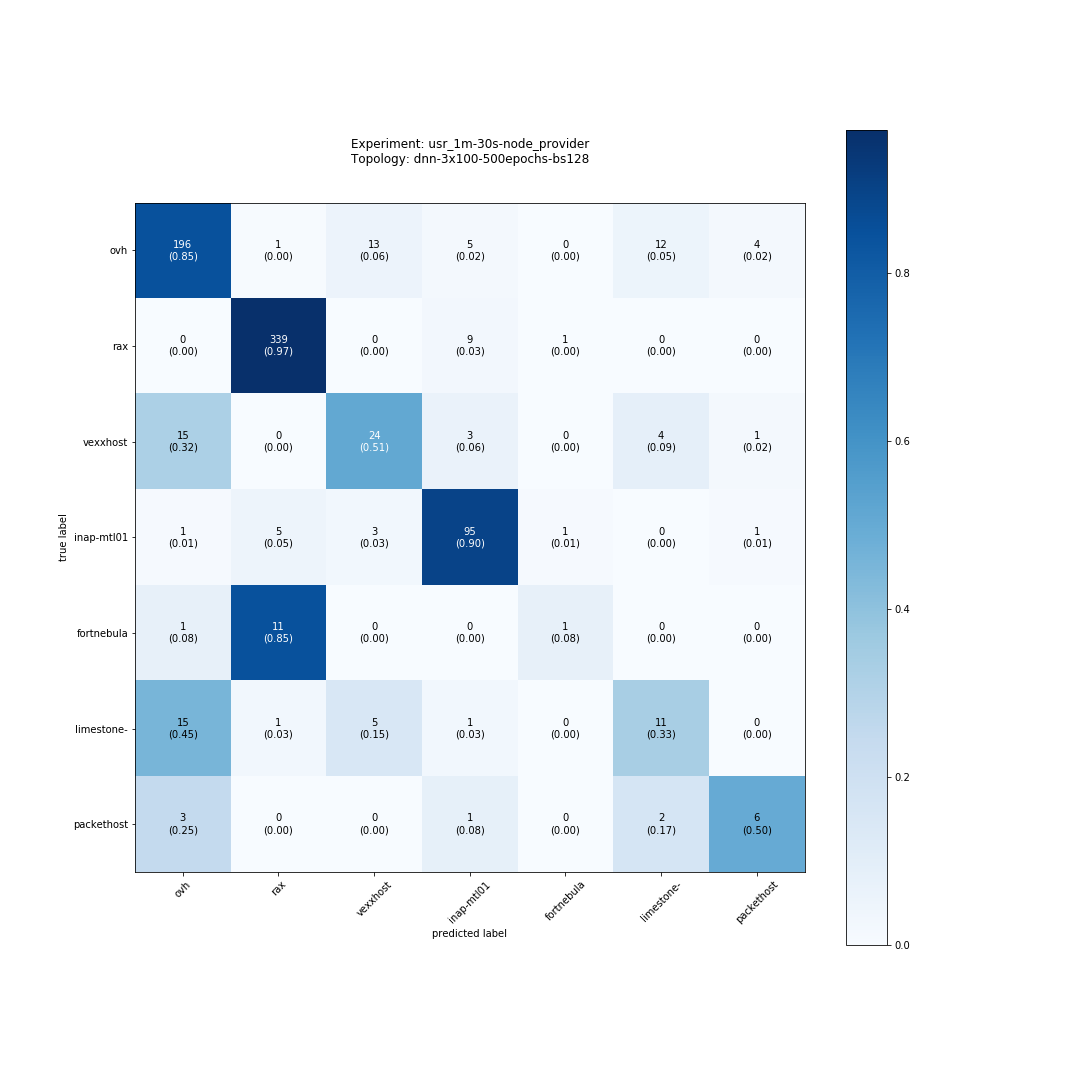 Experiment: usr_1m-30s-node_provider
Topology: dnn-3x100-500epochs-bs128
ovh
196 1 13 5 0 12 4
(0.85) (0.00) (0.06) (0.02) (0.00) (0.05) (0.02)
rax
0 339 0 9 1 0 0
(0.00) (0.97) (0.00) (0.03) (0.00) (0.00) (0.00)
vexxhost
15 0 24 3 0 4 1
(0.32) (0.00) (0.51) (0.06) (0.00) (0.09) (0.02)
inap-mtl01
1 5 3 95 1 0 1
(0.01) (0.05) (0.03) (0.90) (0.01) (0.00) (0.01)
fortnebula
1 11 0 0 1 0 0
(0.08) (0.85) (0.00) (0.00) (0.08) (0.00) (0.00)
limestone-
15 1 5 1 0 11 0
(0.45) (0.03) (0.15) (0.03) (0.00) (0.33) (0.00)
packethost
3 0 0 1 0 2 6
(0.25) (0.00) (0.00) (0.08) (0.00) (0.17) (0.50)
true label
ovh rax vexxhost inap-mtl01 fortnebula limestone- packethost
predicted label
0.8
0.6
0.4
0.2
0.0